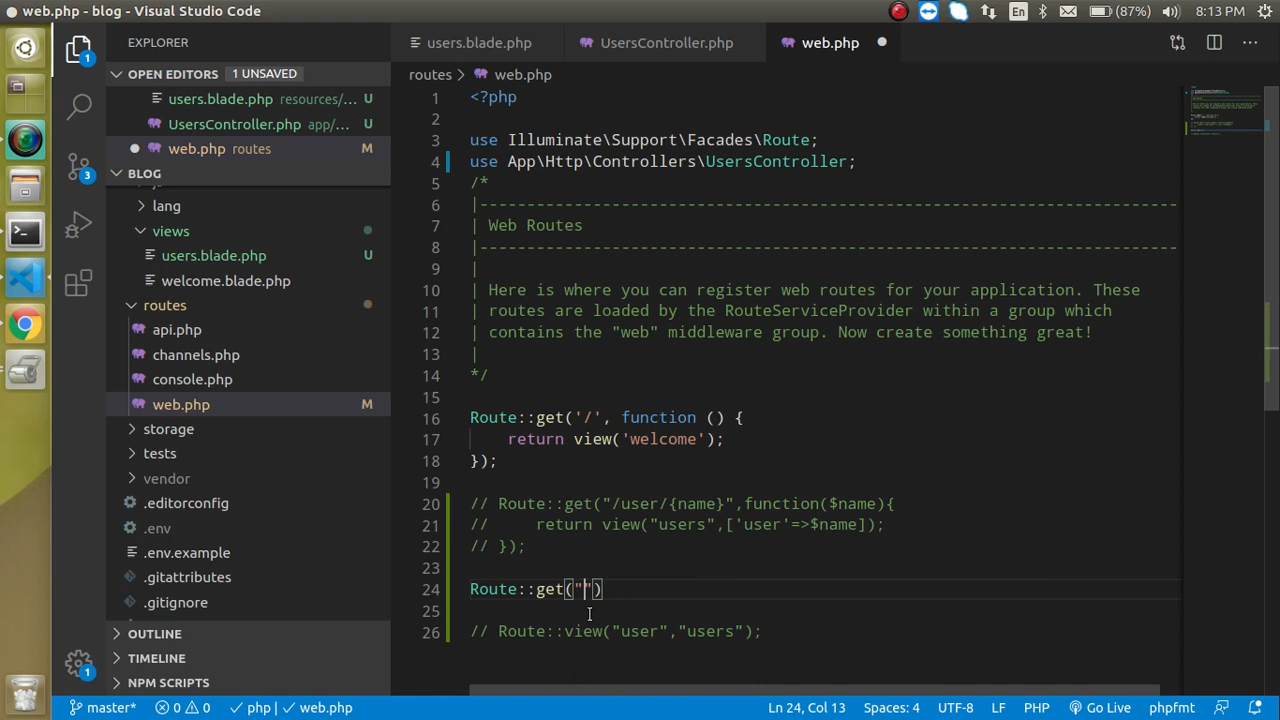 web.php - blog - Visual Studio Code
En
(87%)
8:13 PM
EXPLORER
OPEN EDITORS
1 UNSAVED
users.blade.php resources/... U
UsersController.php app/... U
web.php routes M
BLOG
lang
views
users.blade.php U
welcome.blade.php
routes
api.php
channels.php
console.php
web.php M
storage
tests
vendor
.editorconfig
.env
.env.example
.gitattributes
.gitignore
OUTLINE
TIMELINE
NPM SCRIPTS
1
3
1
users.blade.php
UsersController.php
web.php
routes > web.php
1 <?php
2
3 use Illuminate\Support\Facades\Route;
4 use App\Http\Controllers\UsersController;
5 /*
6 |--------------------------------------------------------------------------
7 | Web Routes
8 |--------------------------------------------------------------------------
9 |
10 | Here is where you can register web routes for your application. These
11 | routes are loaded by the RouteServiceProvider within a group which
12 | contains the "web" middleware group. Now create something great!
13 |
14 */
15
16 Route::get('/', function () {
17     return view('welcome');
18 });
19
20 // Route::get("/user/{name}",function($name){
21 //     return view("users",['user'=>$name]);
22 // });
23
24 Route::get("")
25
26 // Route::view("user","users");
master*
0
0
php
web.php
Ln 24, Col 13
Spaces: 4
UTF-8
LF
PHP
Go Live
phpfmt